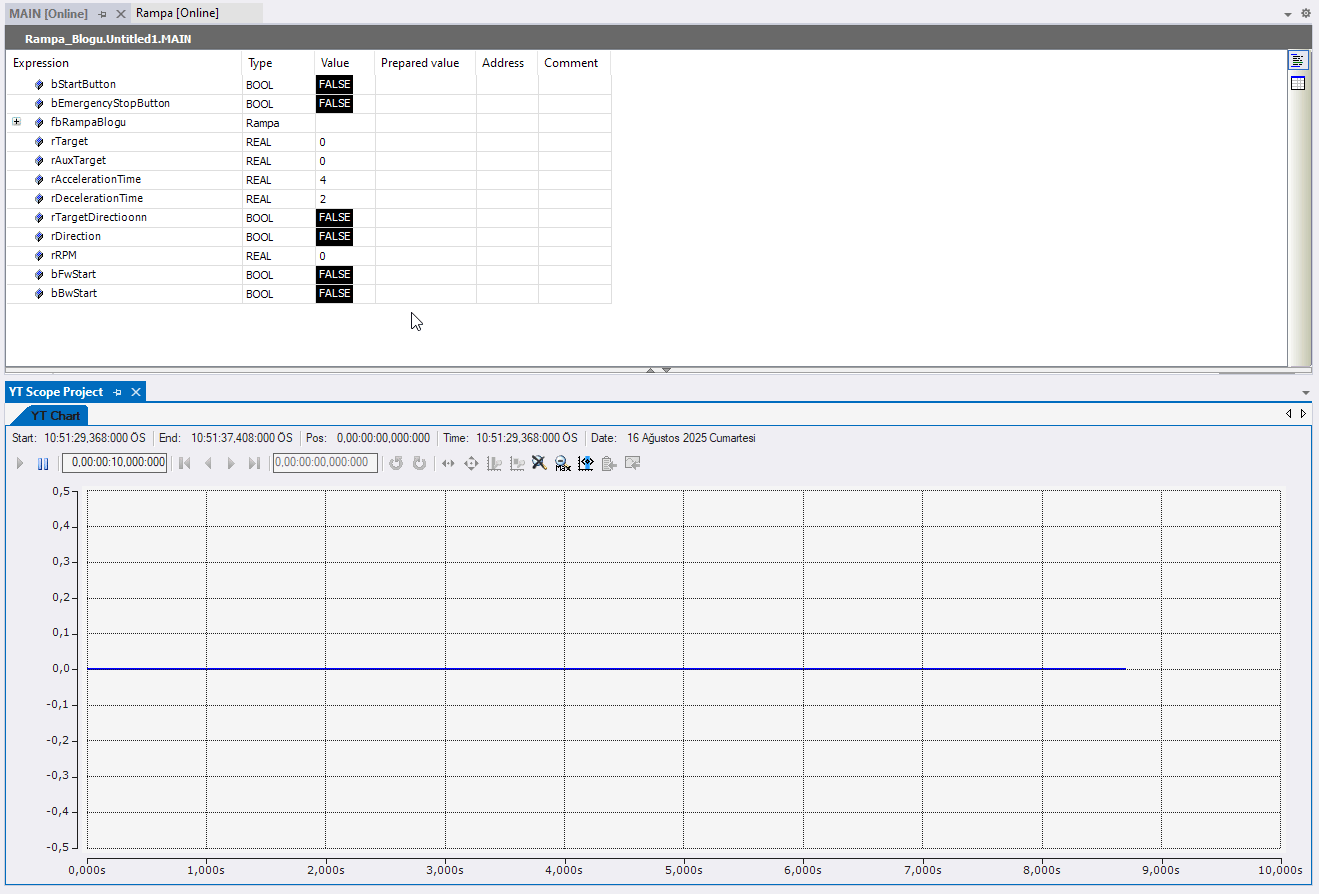 MAIN [Online] Rampa [Online]
Rampa_Blogu.Untitled1.MAIN
Expression Type Value Prepared value Address Comment
bStartButton BOOL FALSE
bEmergencyStopButton BOOL FALSE
fbRampaBlogu Rampa
rTarget REAL 0
rAuxTarget REAL 0
rAccelerationTime REAL 4
rDecelerationTime REAL 2
rTargetDirectioonn BOOL FALSE
rDirection BOOL FALSE
rRPM REAL 0
bFwStart BOOL FALSE
bBwStart BOOL FALSE
YT Scope Project
YT Chart
Start: 10:51:29,368:000 ÖS End: 10:51:37,408:000 ÖS Pos: 0,00:00:00,000:000 Time: 10:51:29,368:000 ÖS Date: 16 Ağustos 2025 Cumartesi
0,00:00:10,000:000 0,00:00:00,000:000 Max
0,5
0,4
0,3
0,2
0,1
0,0
-0,1
-0,2
-0,3
-0,4
-0,5
0,000s 1,000s 2,000s 3,000s 4,000s 5,000s 6,000s 7,000s 8,000s 9,000s 10,000s